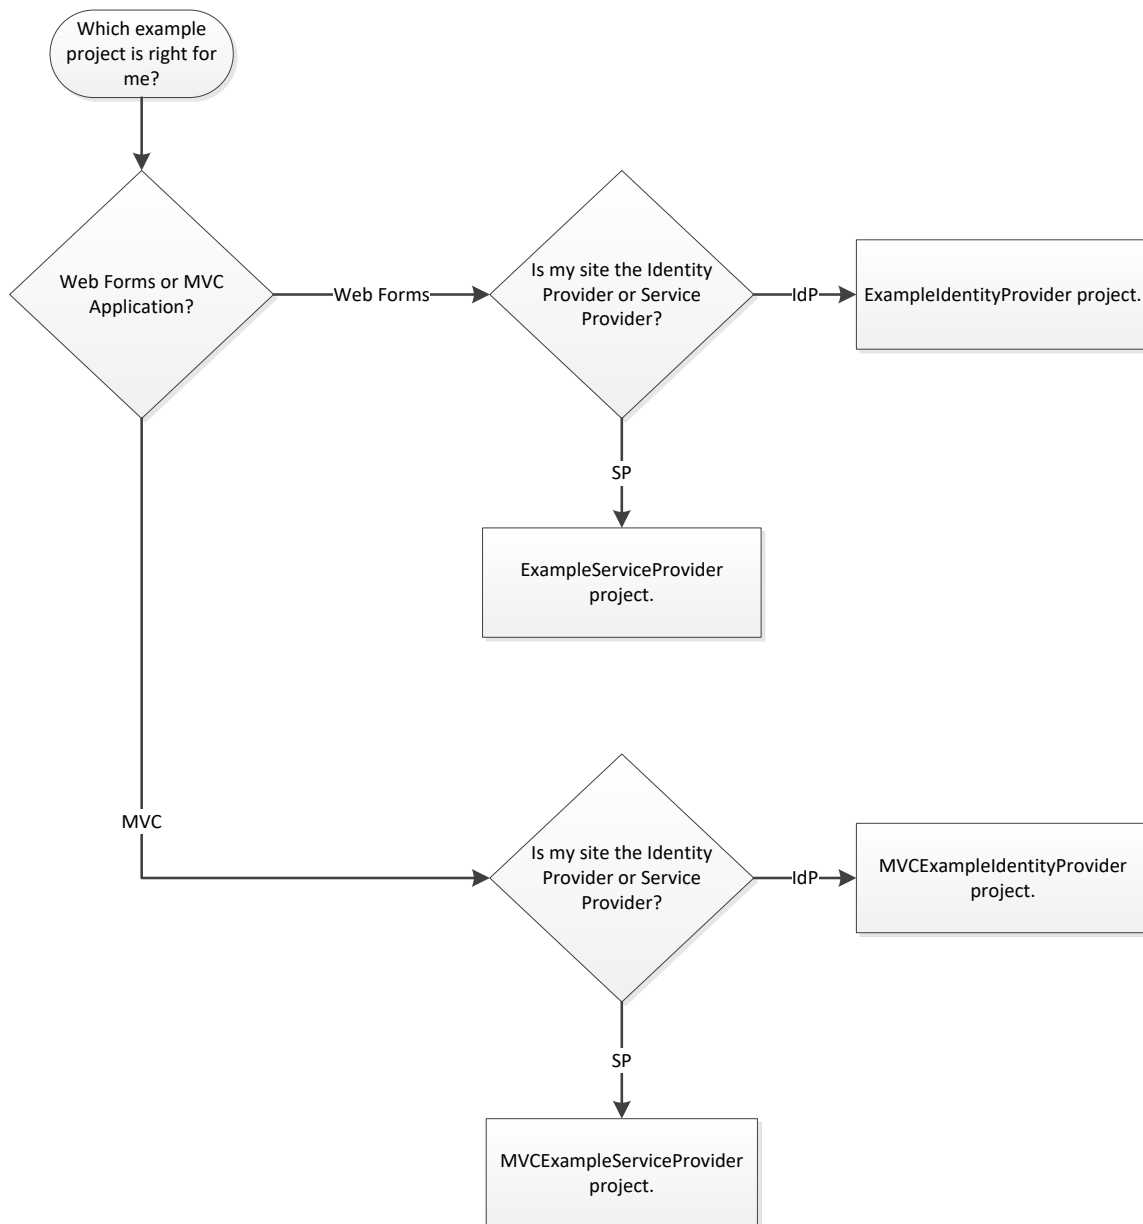 Which example
project is right for
me?
Web Forms or MVC
Application?
Web Forms
Is my site the Identity
Provider or Service
Provider?
IdP
ExampleIdentityProvider project.
SP
ExampleServiceProvider
project.
MVC
Is my site the Identity
Provider or Service
Provider?
IdP
MVCExampleIdentityProvider
project.
SP
MVCExampleServiceProvider
project.